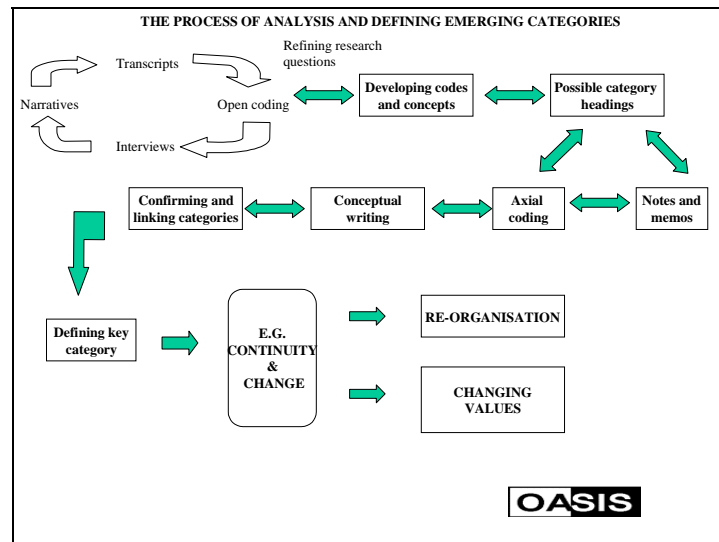 THE PROCESS OF ANALYSIS AND DEFINING EMERGING CATEGORIES
Refining research
questions
Transcripts
Narratives
Open coding
Interviews
Developing codes
and concepts
Possible category
headings
Confirming and
linking categories
Conceptual
writing
Axial
coding
Notes and
memos
Defining key
category
E.G.
CONTINUITY
&
CHANGE
RE-ORGANISATION
CHANGING
VALUES
OASIS